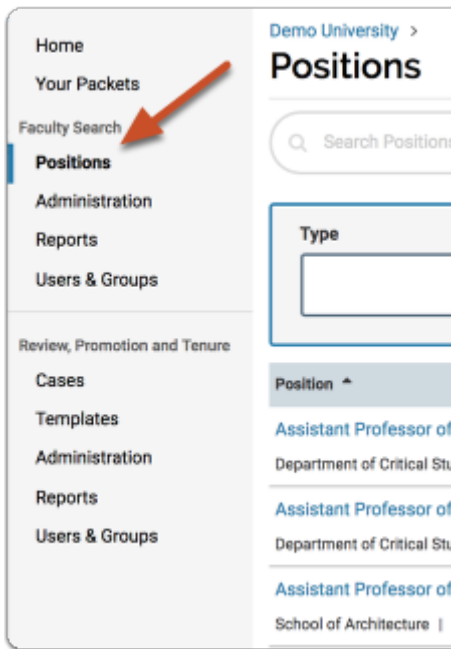 Home
Your Packets
Faculty Search
Positions
Administration
Reports
Users & Groups
Review, Promotion and Tenure
Cases
Templates
Administration
Reports
Users & Groups
Demo University >
Positions
Search Positions
Type
Position
Assistant Professor of
Department of Critical Stu
Assistant Professor of
Department of Critical Stu
Assistant Professor of
School of Architecture |